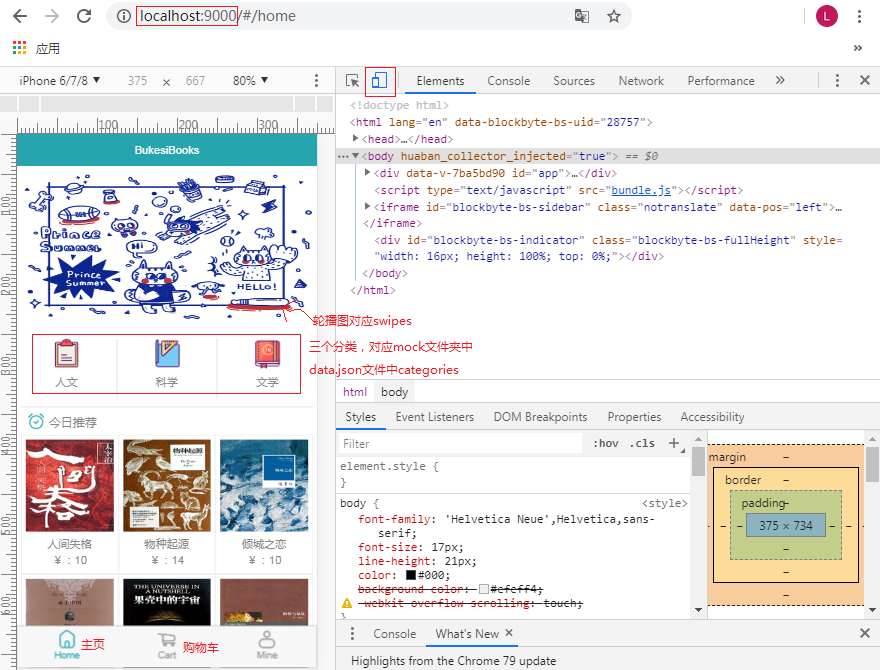 localhost:9000/#/home
L
应用
»
iPhone 6/7/8 ▼ 375 × 667 80% ▼
Elements Console Sources Network Performance »
100 200 300
100
200
300
400
500
600
BukesiBooks
Prince Summer
Hi
Prince Summer
HELLO!
轮播图对应swipes
三个分类，对应mock文件夹中
data.json文件中categories
人文 科学 文学
今日推荐
人间失格 物种起源 倾城之恋
¥ : 10 ¥ : 14 ¥ : 10
THE UNIVERSE IN A NUTSHELL
果壳中的宇宙
Home 主页 Cart 购物车 Mine
<!doctype html>
<html lang="en" data-blockbyte-bs-uid="28757">
<head>…</head>
<body huaban_collector_injected="true"> == $0
<div data-v-7ba5bd90 id="app">…</div>
<script type="text/javascript" src="bundle.js"></script>
<iframe id="blockbyte-bs-sidebar" class="notranslate" data-pos="left">…
</iframe>
<div id="blockbyte-bs-indicator" class="blockbyte-bs-fullHeight" style=
"width: 16px; height: 100%; top: 0%;"></div>
</body>
</html>
html body
Styles Event Listeners DOM Breakpoints Properties Accessibility
Filter :hov .cls +
element.style {
}
body { <style>
font-family: 'Helvetica Neue',Helvetica,sans-
serif;
font-size: 17px;
line-height: 21px;
color: #000;
background-color: #efeff4;
-webkit-overflow-scrolling: touch;
}
margin –
border –
padding –
375 × 734
Console What's New ×
Highlights from the Chrome 79 update